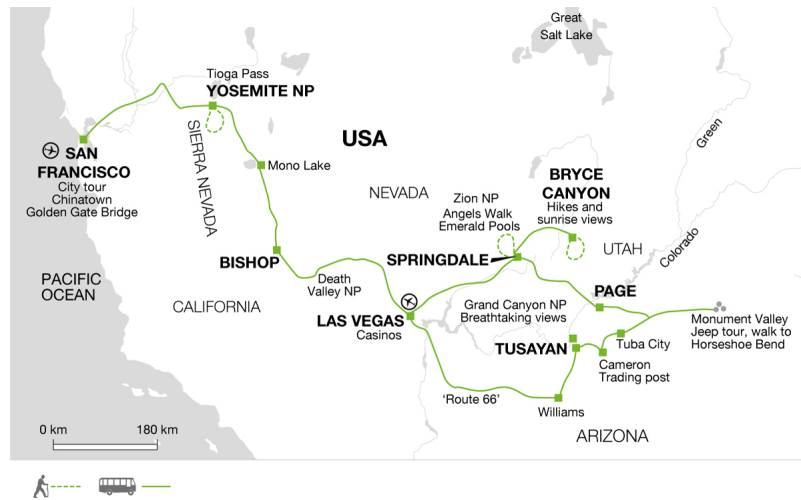 Great
Salt Lake
Tioga Pass
YOSEMITE NP
SIERRA NEVADA
USA
Green
SAN
FRANCISCO
City tour
Chinatown
Golden Gate Bridge
Mono Lake
NEVADA
Zion NP
Angels Walk
Emerald Pools
BRYCE
CANYON
Hikes and
sunrise views
UTAH
Colorado
BISHOP
SPRINGDALE
PACIFIC
OCEAN
Death
Valley NP
CALIFORNIA
PAGE
Grand Canyon NP
Breathtaking views
LAS VEGAS
Casinos
Monument Valley
Jeep tour, walk to
Horseshoe Bend
TUSAYAN
Tuba City
Cameron
Trading post
'Route 66'
Williams
ARIZONA
0 km
180 km